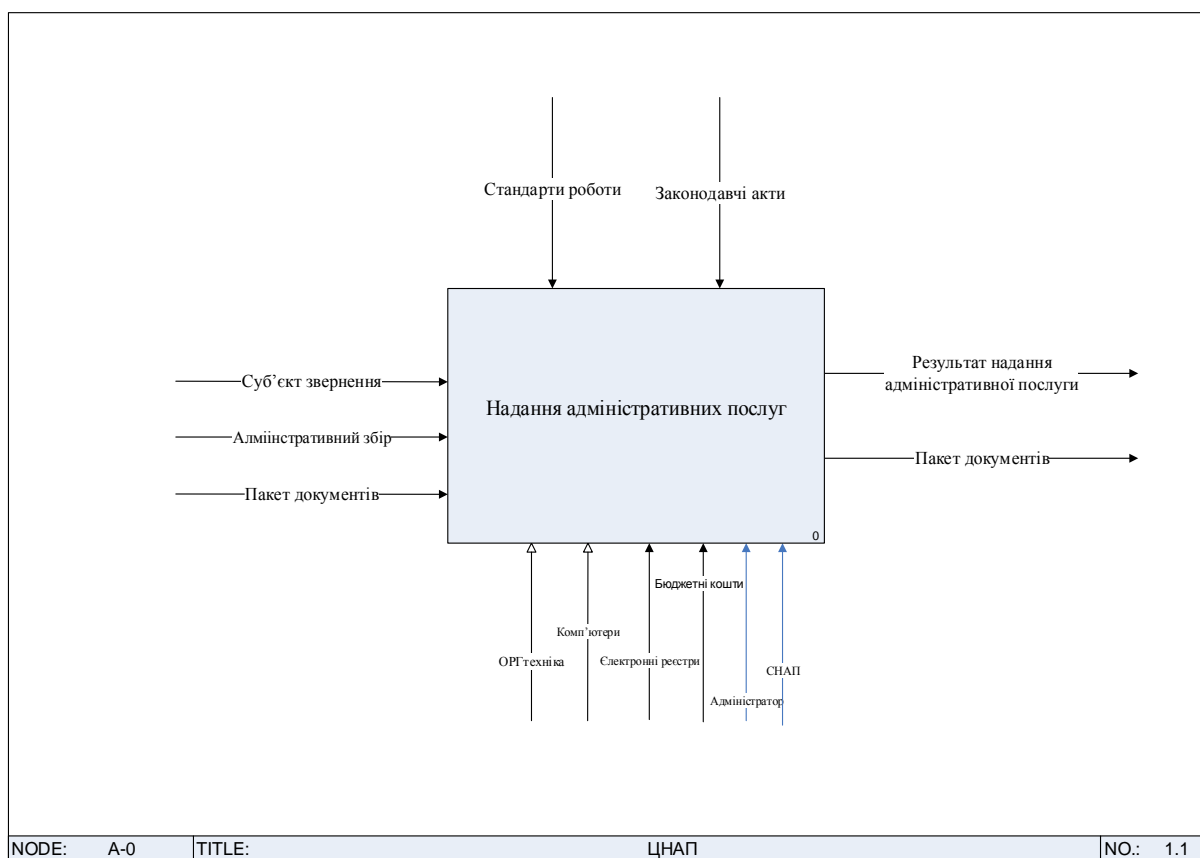 Стандарти роботи
Законодавчі акти
Суб’єкт звернення
Алміінстративний збір
Пакет документів
Надання адміністративних послуг
0
Результат надання
адміністративної послуги
Пакет документів
Бюджетні кошти
Комп’ютери
ОРГтехніка
Єлектронні реєстри
СНАП
Адміністратор
NODE: A-0
TITLE: ЦНАП
NO.: 1.1